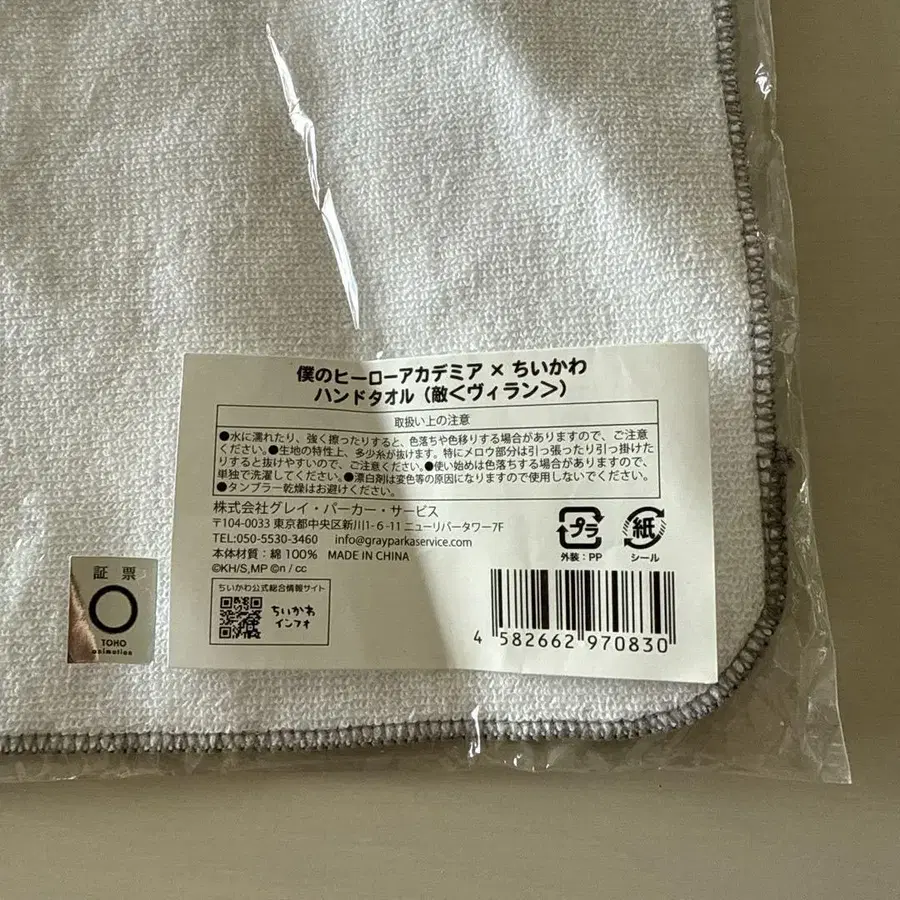 僕のヒーローアカデミア × ちいかわ
ハンドタオル（敵＜ヴィラン＞）
取扱い上の注意
●水に濡れたり、強く擦ったりすると、色落ちや色移りする場合がありますので、ご注意
ください。●生地の特性上、多少糸が抜けます。特にメロウ部分は引っ張ったり引っ掛けた
りすると抜けやすいので、ご注意ください。●使い始めは色落ちする場合がありますので、
単独で洗濯してください。●漂白剤は変色等の原因になりますので使用しないでください。
●タンブラー乾燥はお避けください。
株式会社グレイ・パーカー・サービス
〒104-0033 東京都中央区新川1-6-11 ニューリバータワー7F
TEL:050-5530-3460 info@grayparkaservice.com
本体材質：綿 100% MADE IN CHINA
©KH/S,MP ©n / cc
プラ
外装：PP
紙
シール
ちいかわ公式総合情報サイト
ちいかわ
インフォ
4 582662 970830
証 票
TOHO
animation